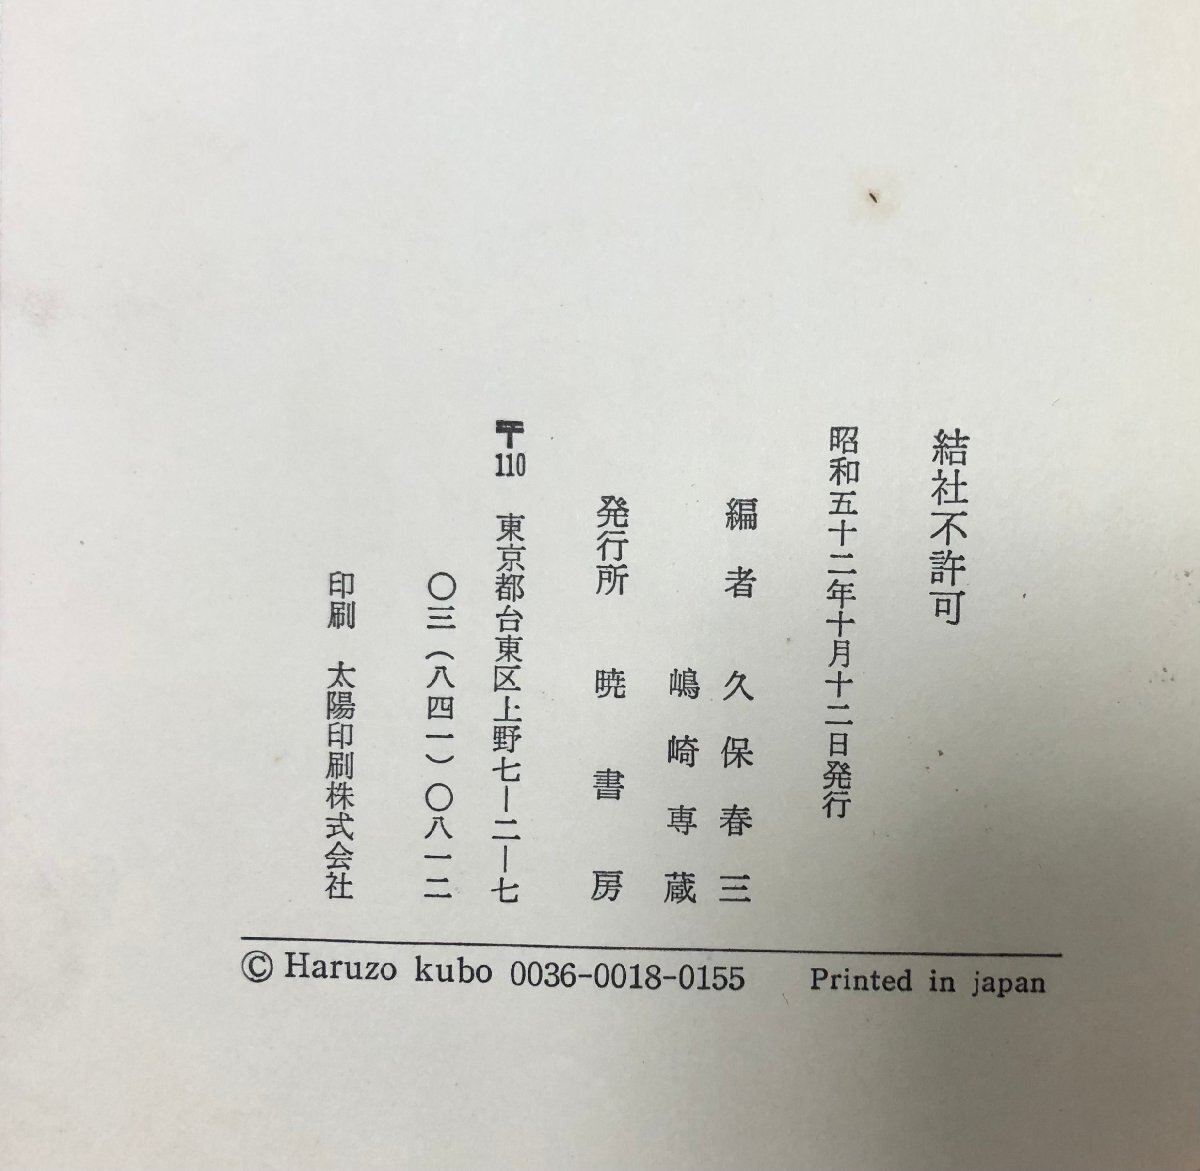 結社不許可
昭和五十二年十月十二日発行
編者 久保春三
嶋崎専蔵
発行所 暁書房
〒110 東京都台東区上野七ー二ー七
〇三(八四一)〇八一二
印刷 太陽印刷株式会社
© Haruzo kubo 0036-0018-0155 Printed in japan